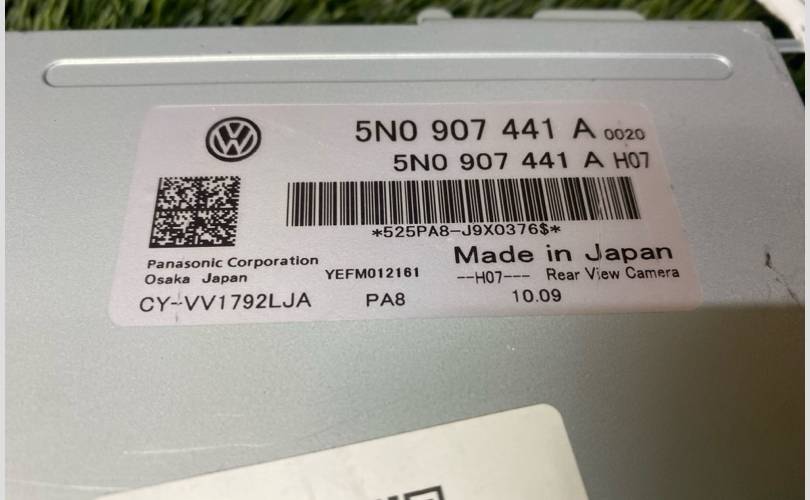 5N0 907 441 A 0020
5N0 907 441 A H07
*525PA8-J9X0376$*
Panasonic Corporation
Osaka Japan
YEFM012161
Made in Japan
--H07--- Rear View Camera
CY-VV1792LJA PA8 10.09